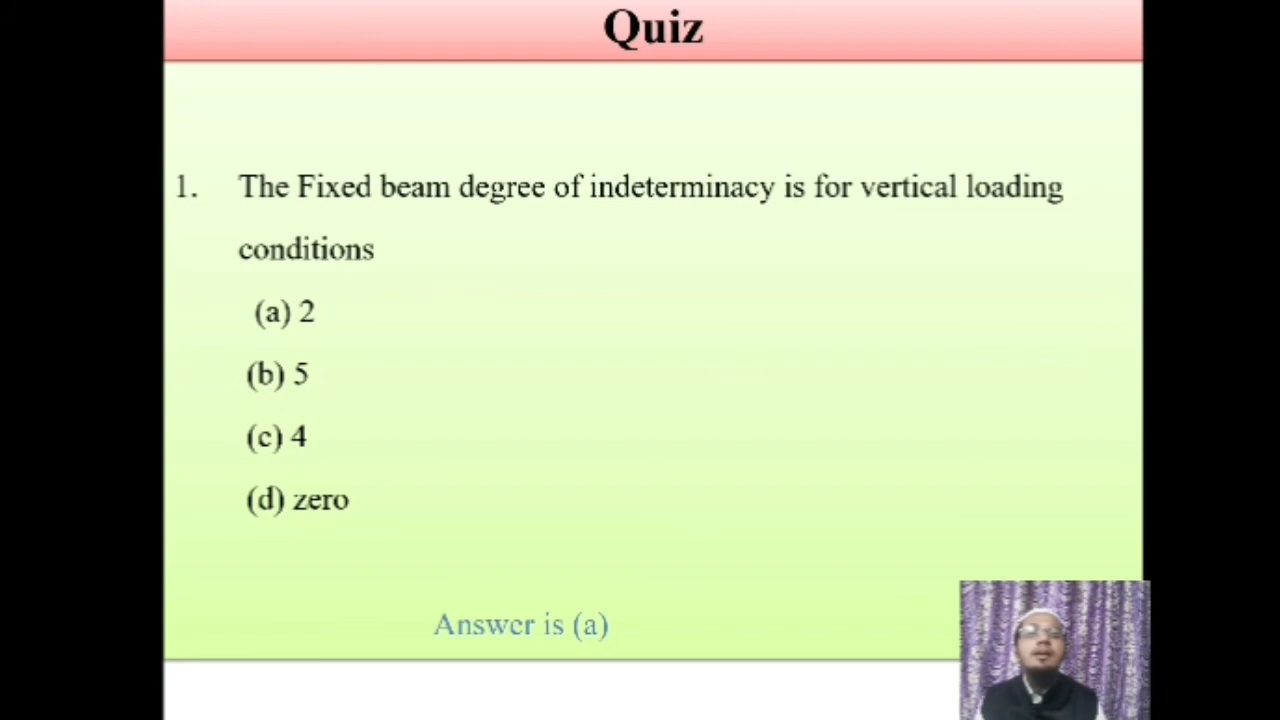 Quiz
1. The Fixed beam degree of indeterminacy is for vertical loading
conditions
(a) 2
(b) 5
(c) 4
(d) zero
Answer is (a)